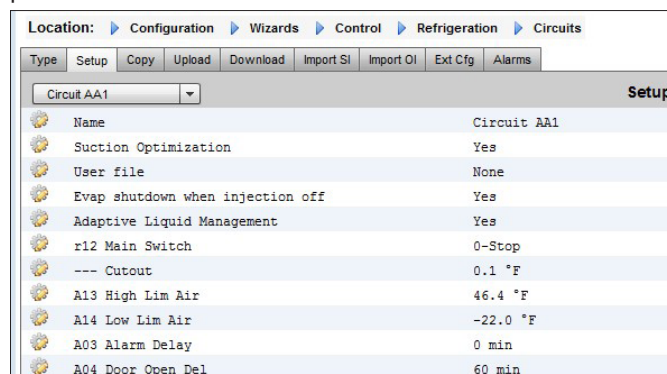 Location: Configuration Wizards Control Refrigeration Circuits
Type Setup Copy Upload Download Import SI Import OI Ext Cfg Alarms
Circuit AA1 Setup
Name Circuit AA1
Suction Optimization Yes
User file None
Evap shutdown when injection off Yes
Adaptive Liquid Management Yes
r12 Main Switch 0-Stop
--- Cutout 0.1 °F
A13 High Lim Air 46.4 °F
A14 Low Lim Air -22.0 °F
A03 Alarm Delay 0 min
A04 Door Open Del 60 min